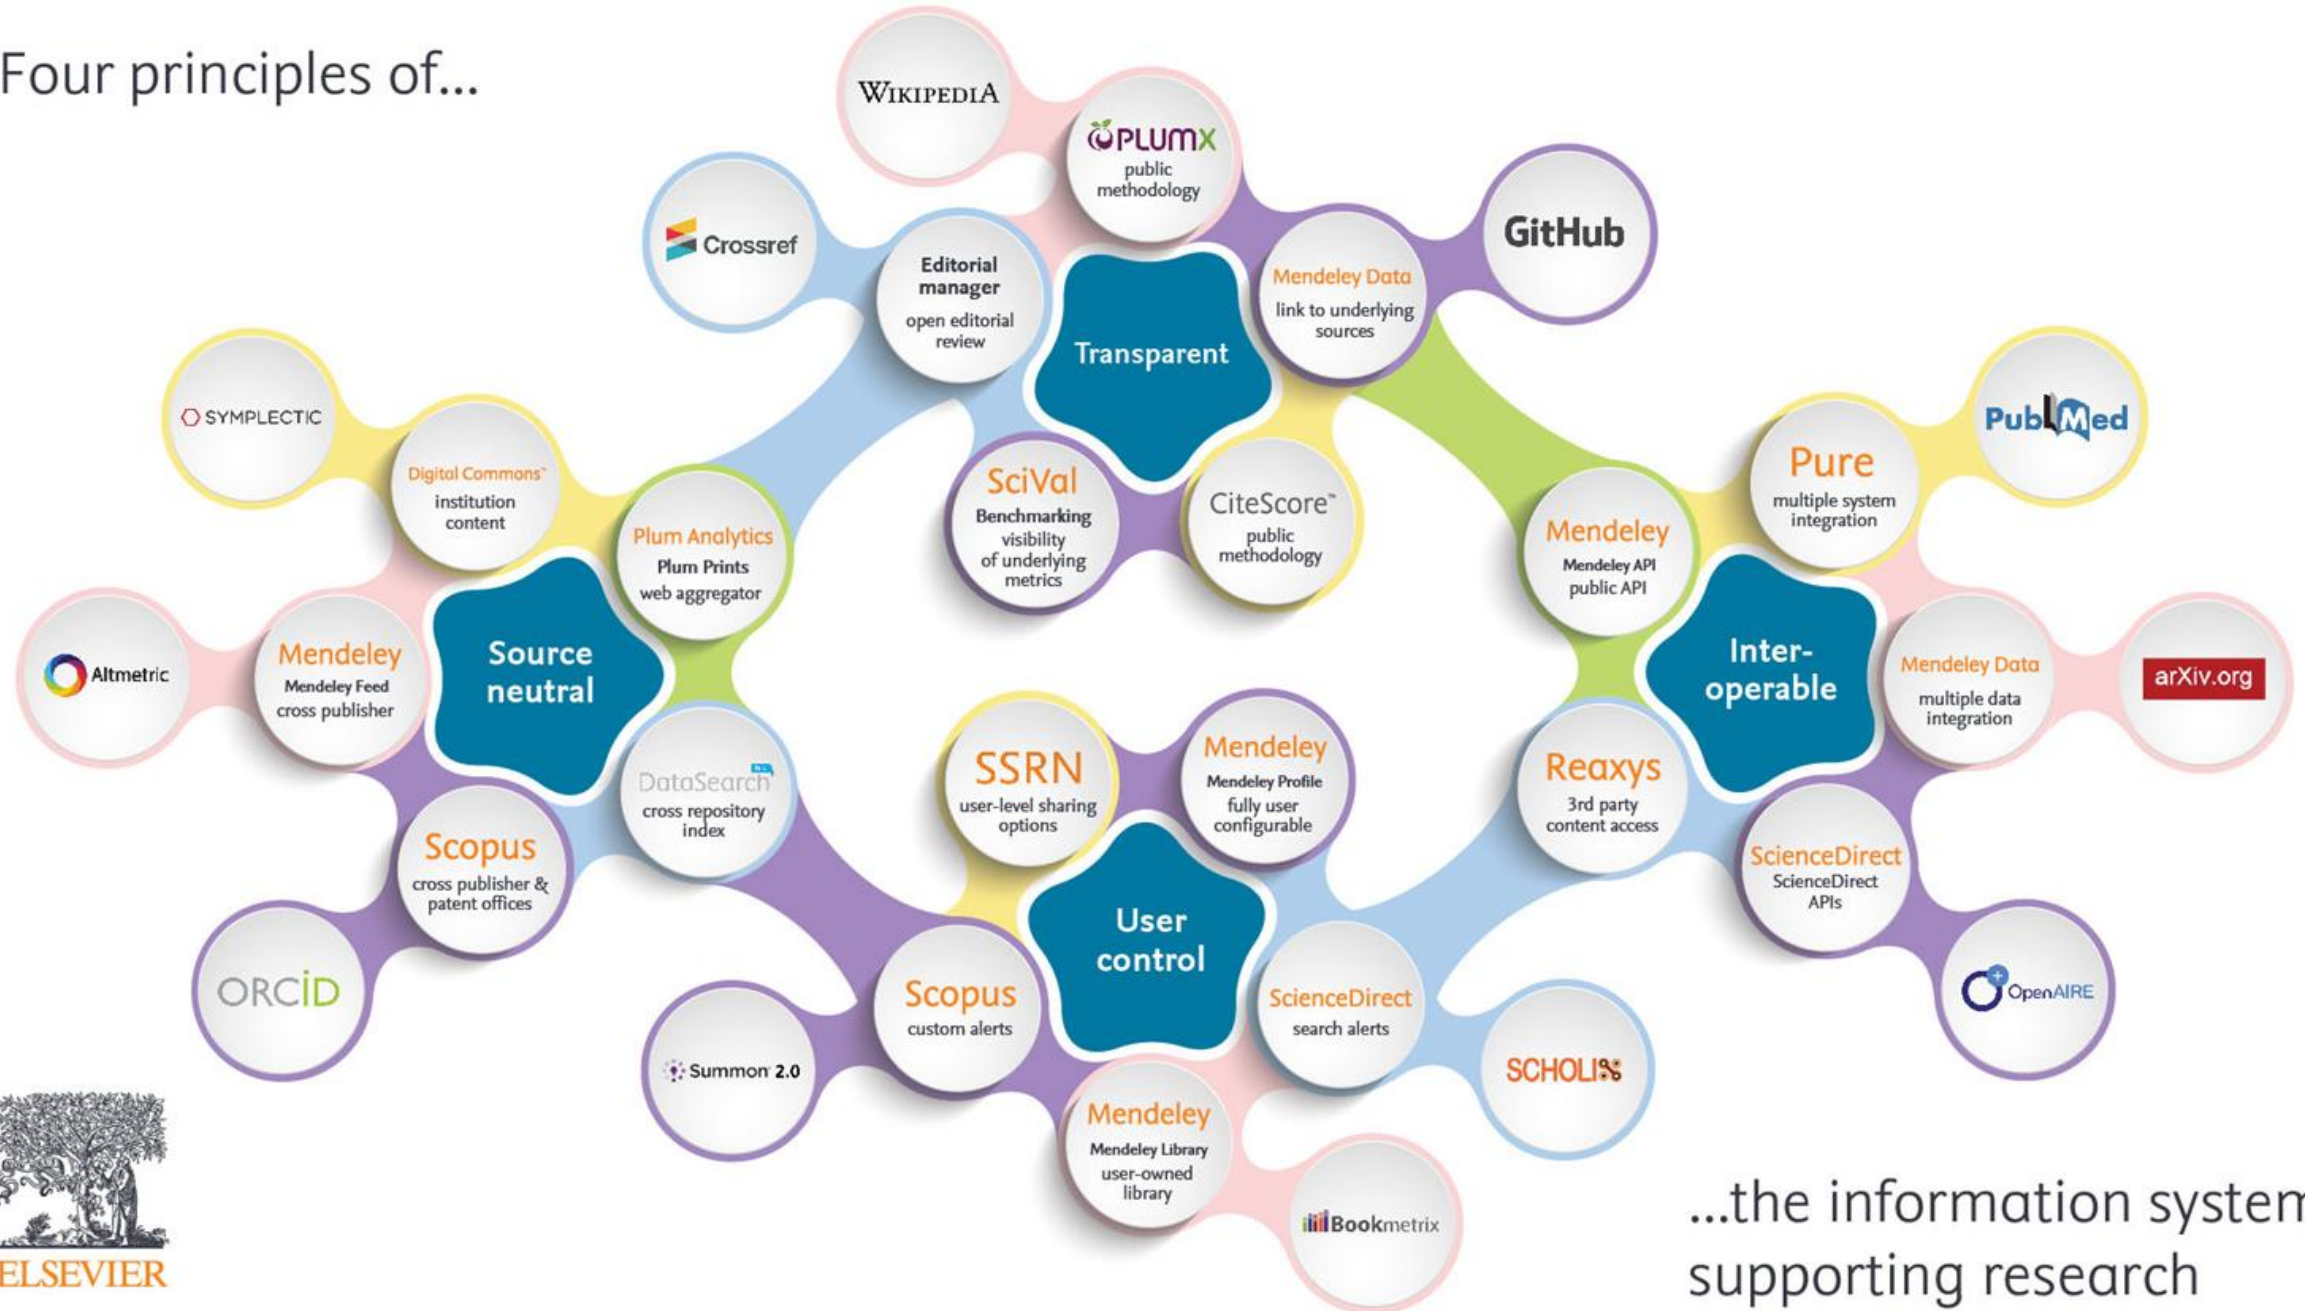 Four principles of...
WIKIPEDIA
PLUMX
public
methodology
Crossref
Editorial
manager
open editorial
review
Transparent
Mendeley Data
link to underlying
sources
GitHub
SciVal
Benchmarking
visibility
of underlying
metrics
CiteScore™
public
methodology
SYMPLECTIC
Digital Commons™
institution
content
Plum Analytics
Plum Prints
web aggregator
Altmetric
Mendeley
Mendeley Feed
cross publisher
Source
neutral
DataSearch
cross repository
index
Scopus
cross publisher &
patent offices
ORCID
Mendeley
Mendeley API
public API
Pure
multiple system
integration
PubMed
Inter-
operable
Mendeley Data
multiple data
integration
arXiv.org
Reaxys
3rd party
content access
ScienceDirect
ScienceDirect
APIs
OpenAIRE
SSRN
user-level sharing
options
Mendeley
Mendeley Profile
fully user
configurable
User
control
Scopus
custom alerts
ScienceDirect
search alerts
Summon 2.0
SCHOLIX
Mendeley
Mendeley Library
user-owned
library
Bookmetrix
ELSEVIER
...the information system
supporting research